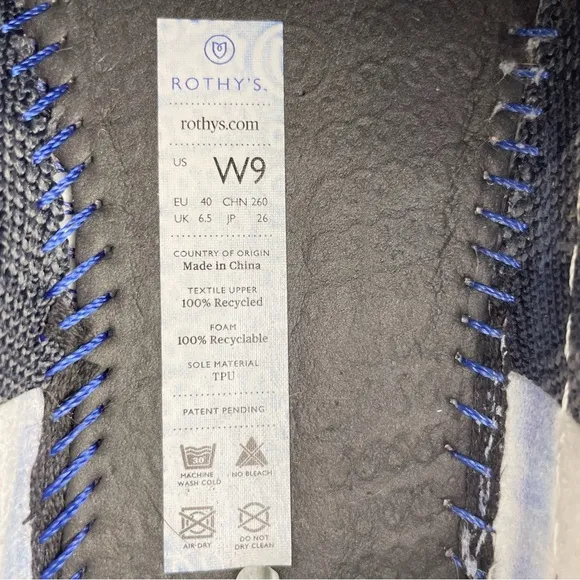 ROTHY'S
rothys.com
US W9
EU 40 CHN 260
UK 6.5 JP 26
COUNTRY OF ORIGIN
Made in China
TEXTILE UPPER
100% Recycled
FOAM
100% Recyclable
SOLE MATERIAL
TPU
PATENT PENDING
30°
MACHINE WASH COLD
NO BLEACH
AIR DRY
DO NOT DRY CLEAN